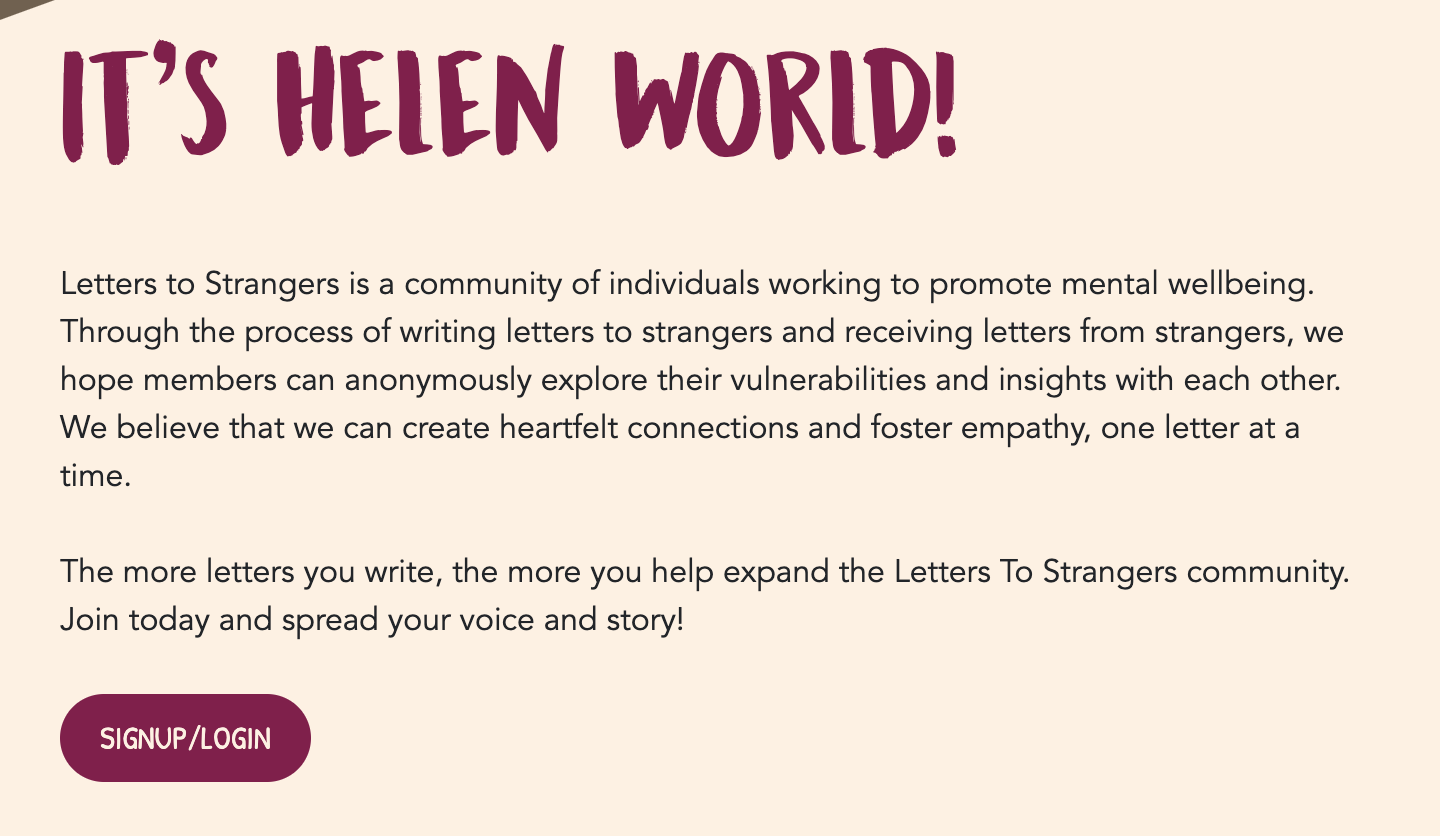 IT'S HELEN WORLD!
Letters to Strangers is a community of individuals working to promote mental wellbeing.
Through the process of writing letters to strangers and receiving letters from strangers, we
hope members can anonymously explore their vulnerabilities and insights with each other.
We believe that we can create heartfelt connections and foster empathy, one letter at a
time.
The more letters you write, the more you help expand the Letters To Strangers community.
Join today and spread your voice and story!
SIGNUP/LOGIN